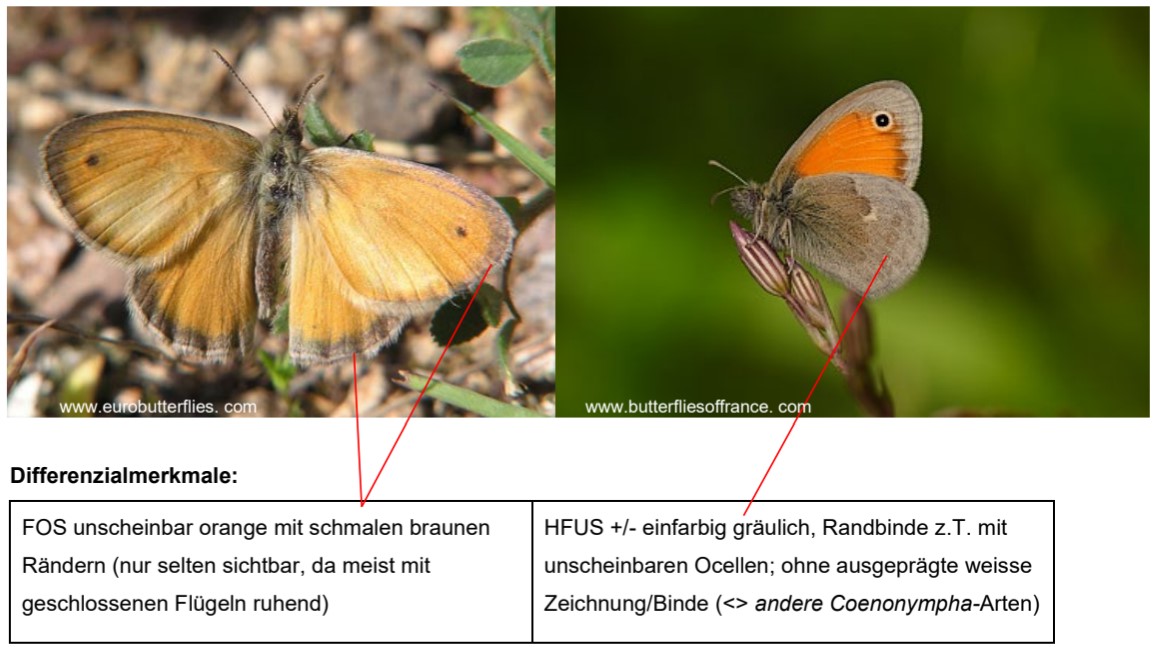 www.eurobutterflies. com
www.butterfliesoffrance. com
Differenzialmerkmale:
FOS unscheinbar orange mit schmalen braunen
Rändern (nur selten sichtbar, da meist mit
geschlossenen Flügeln ruhend)
HFUS +/- einfarbig gräulich, Randbinde z.T. mit
unscheinbaren Ocellen; ohne ausgeprägte weisse
Zeichnung/Binde (<> andere Coenonympha-Arten)